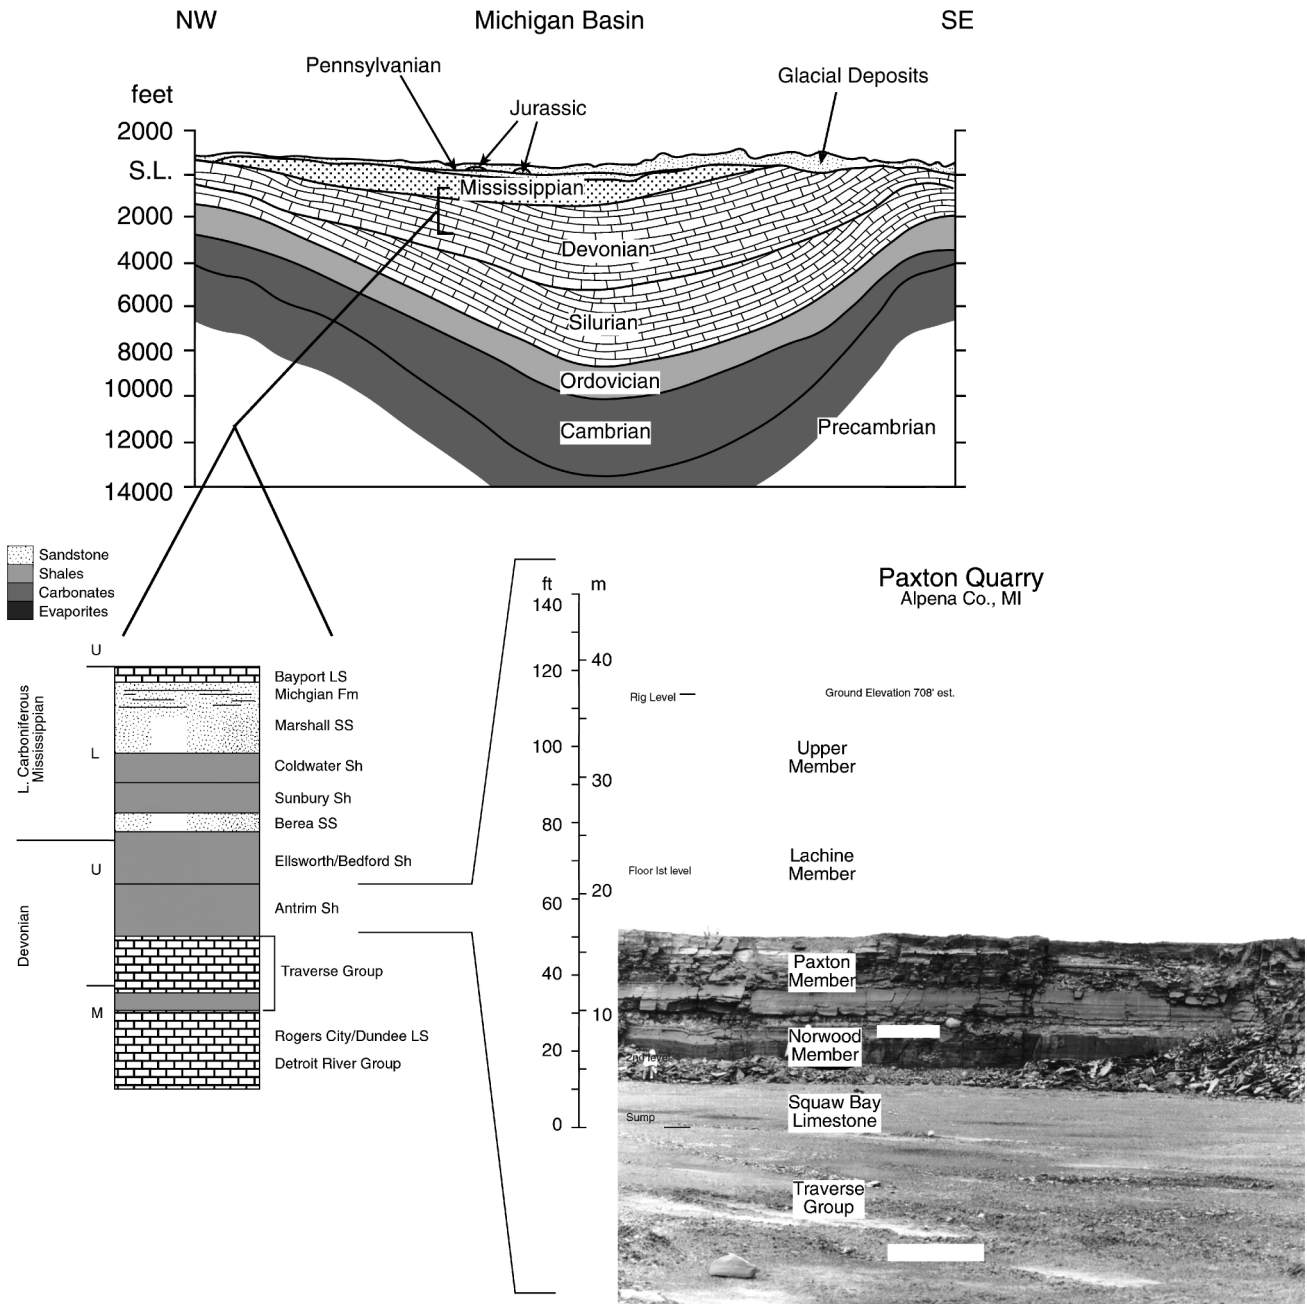 NW
Michigan Basin
SE
Pennsylvanian
Glacial Deposits
Jurassic
feet
2000
S.L.
2000
4000
6000
8000
10000
12000
14000
Mississippian
Devonian
Silurian
Ordovician
Cambrian
Precambrian
Sandstone
Shales
Carbonates
Evaporites
U
L
U
M
L. Carboniferous
Mississippian
Devonian
Bayport LS
Michgian Fm
Marshall SS
Coldwater Sh
Sunbury Sh
Berea SS
Ellsworth/Bedford Sh
Antrim Sh
Traverse Group
Rogers City/Dundee LS
Detroit River Group
ft
m
140
120
100
80
60
40
20
0
40
30
20
10
Paxton Quarry
Alpena Co., MI
Rig Level
Ground Elevation 708' est.
Upper
Member
Lachine
Member
Floor Ist level
Paxton
Member
Norwood
Member
2nd level
Squaw Bay
Limestone
Sump
Traverse
Group